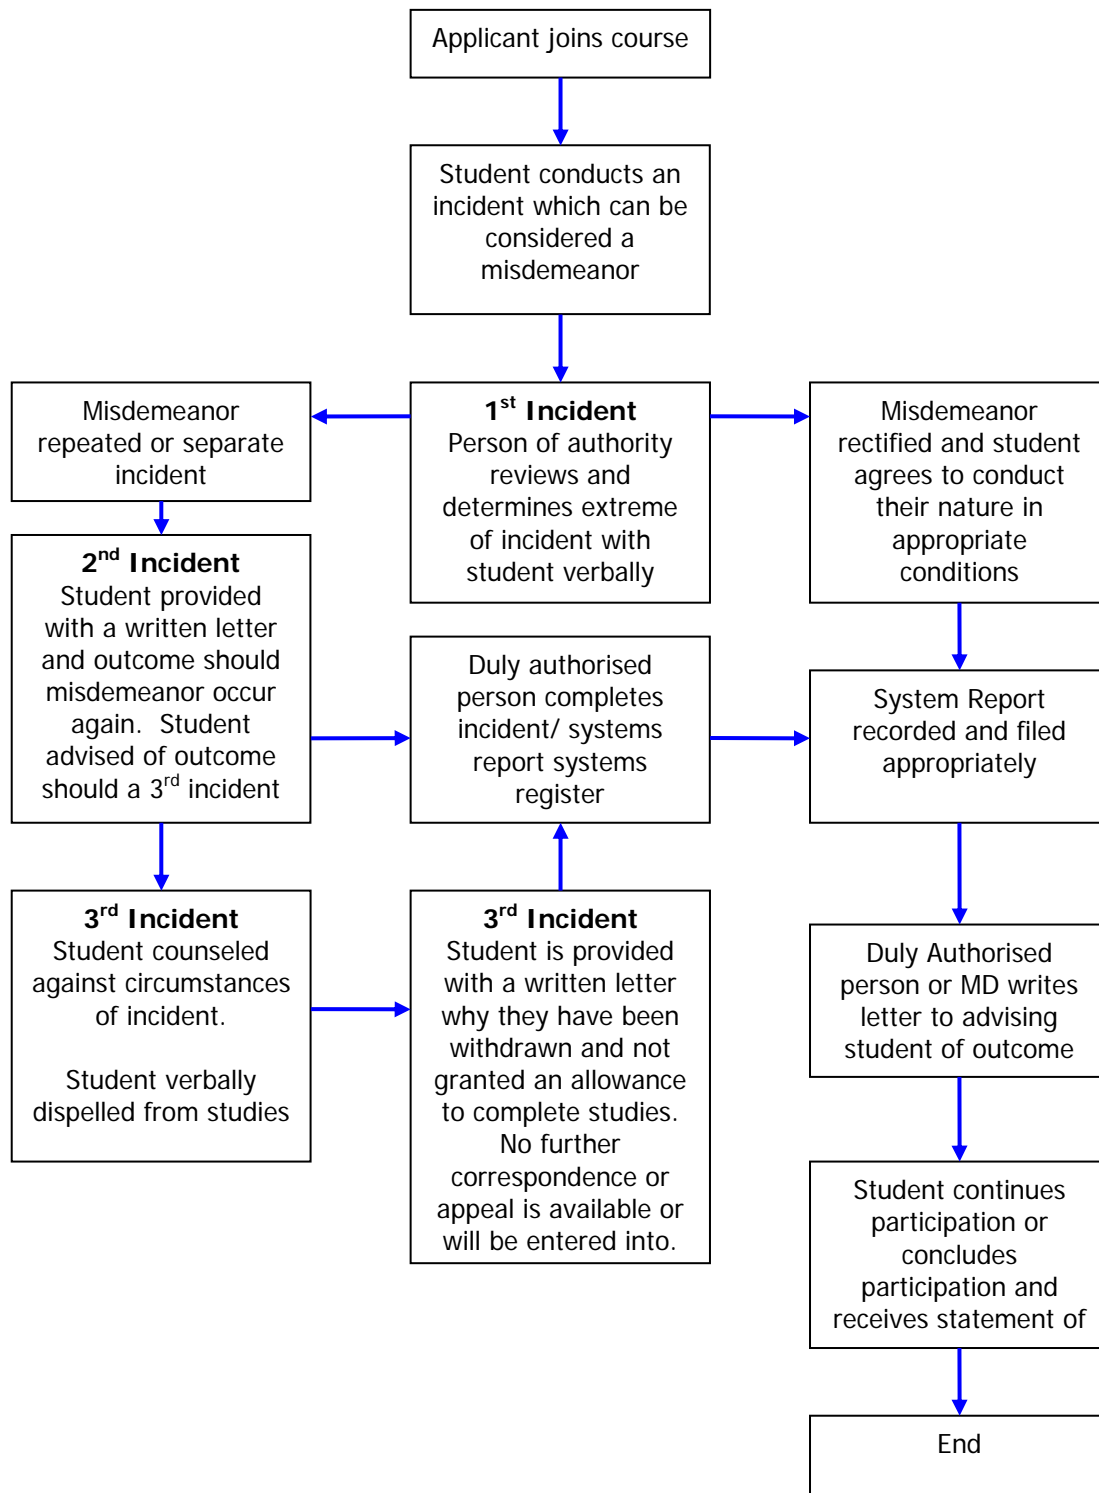 Applicant joins course
Student conducts an
incident which can be
considered a
misdemeanor
Misdemeanor
repeated or separate
incident
1st Incident
Person of authority
reviews and
determines extreme
of incident with
student verbally
Misdemeanor
rectified and student
agrees to conduct
their nature in
appropriate
conditions
2nd Incident
Student provided
with a written letter
and outcome should
misdemeanor occur
again.  Student
advised of outcome
should a 3rd incident
Duly authorised
person completes
incident/ systems
report systems
register
System Report
recorded and filed
appropriately
3rd Incident
Student counseled
against circumstances
of incident.
Student verbally
dispelled from studies
3rd Incident
Student is provided
with a written letter
why they have been
withdrawn and not
granted an allowance
to complete studies.
No further
correspondence or
appeal is available or
will be entered into.
Duly Authorised
person or MD writes
letter to advising
student of outcome
Student continues
participation or
concludes
participation and
receives statement of
End